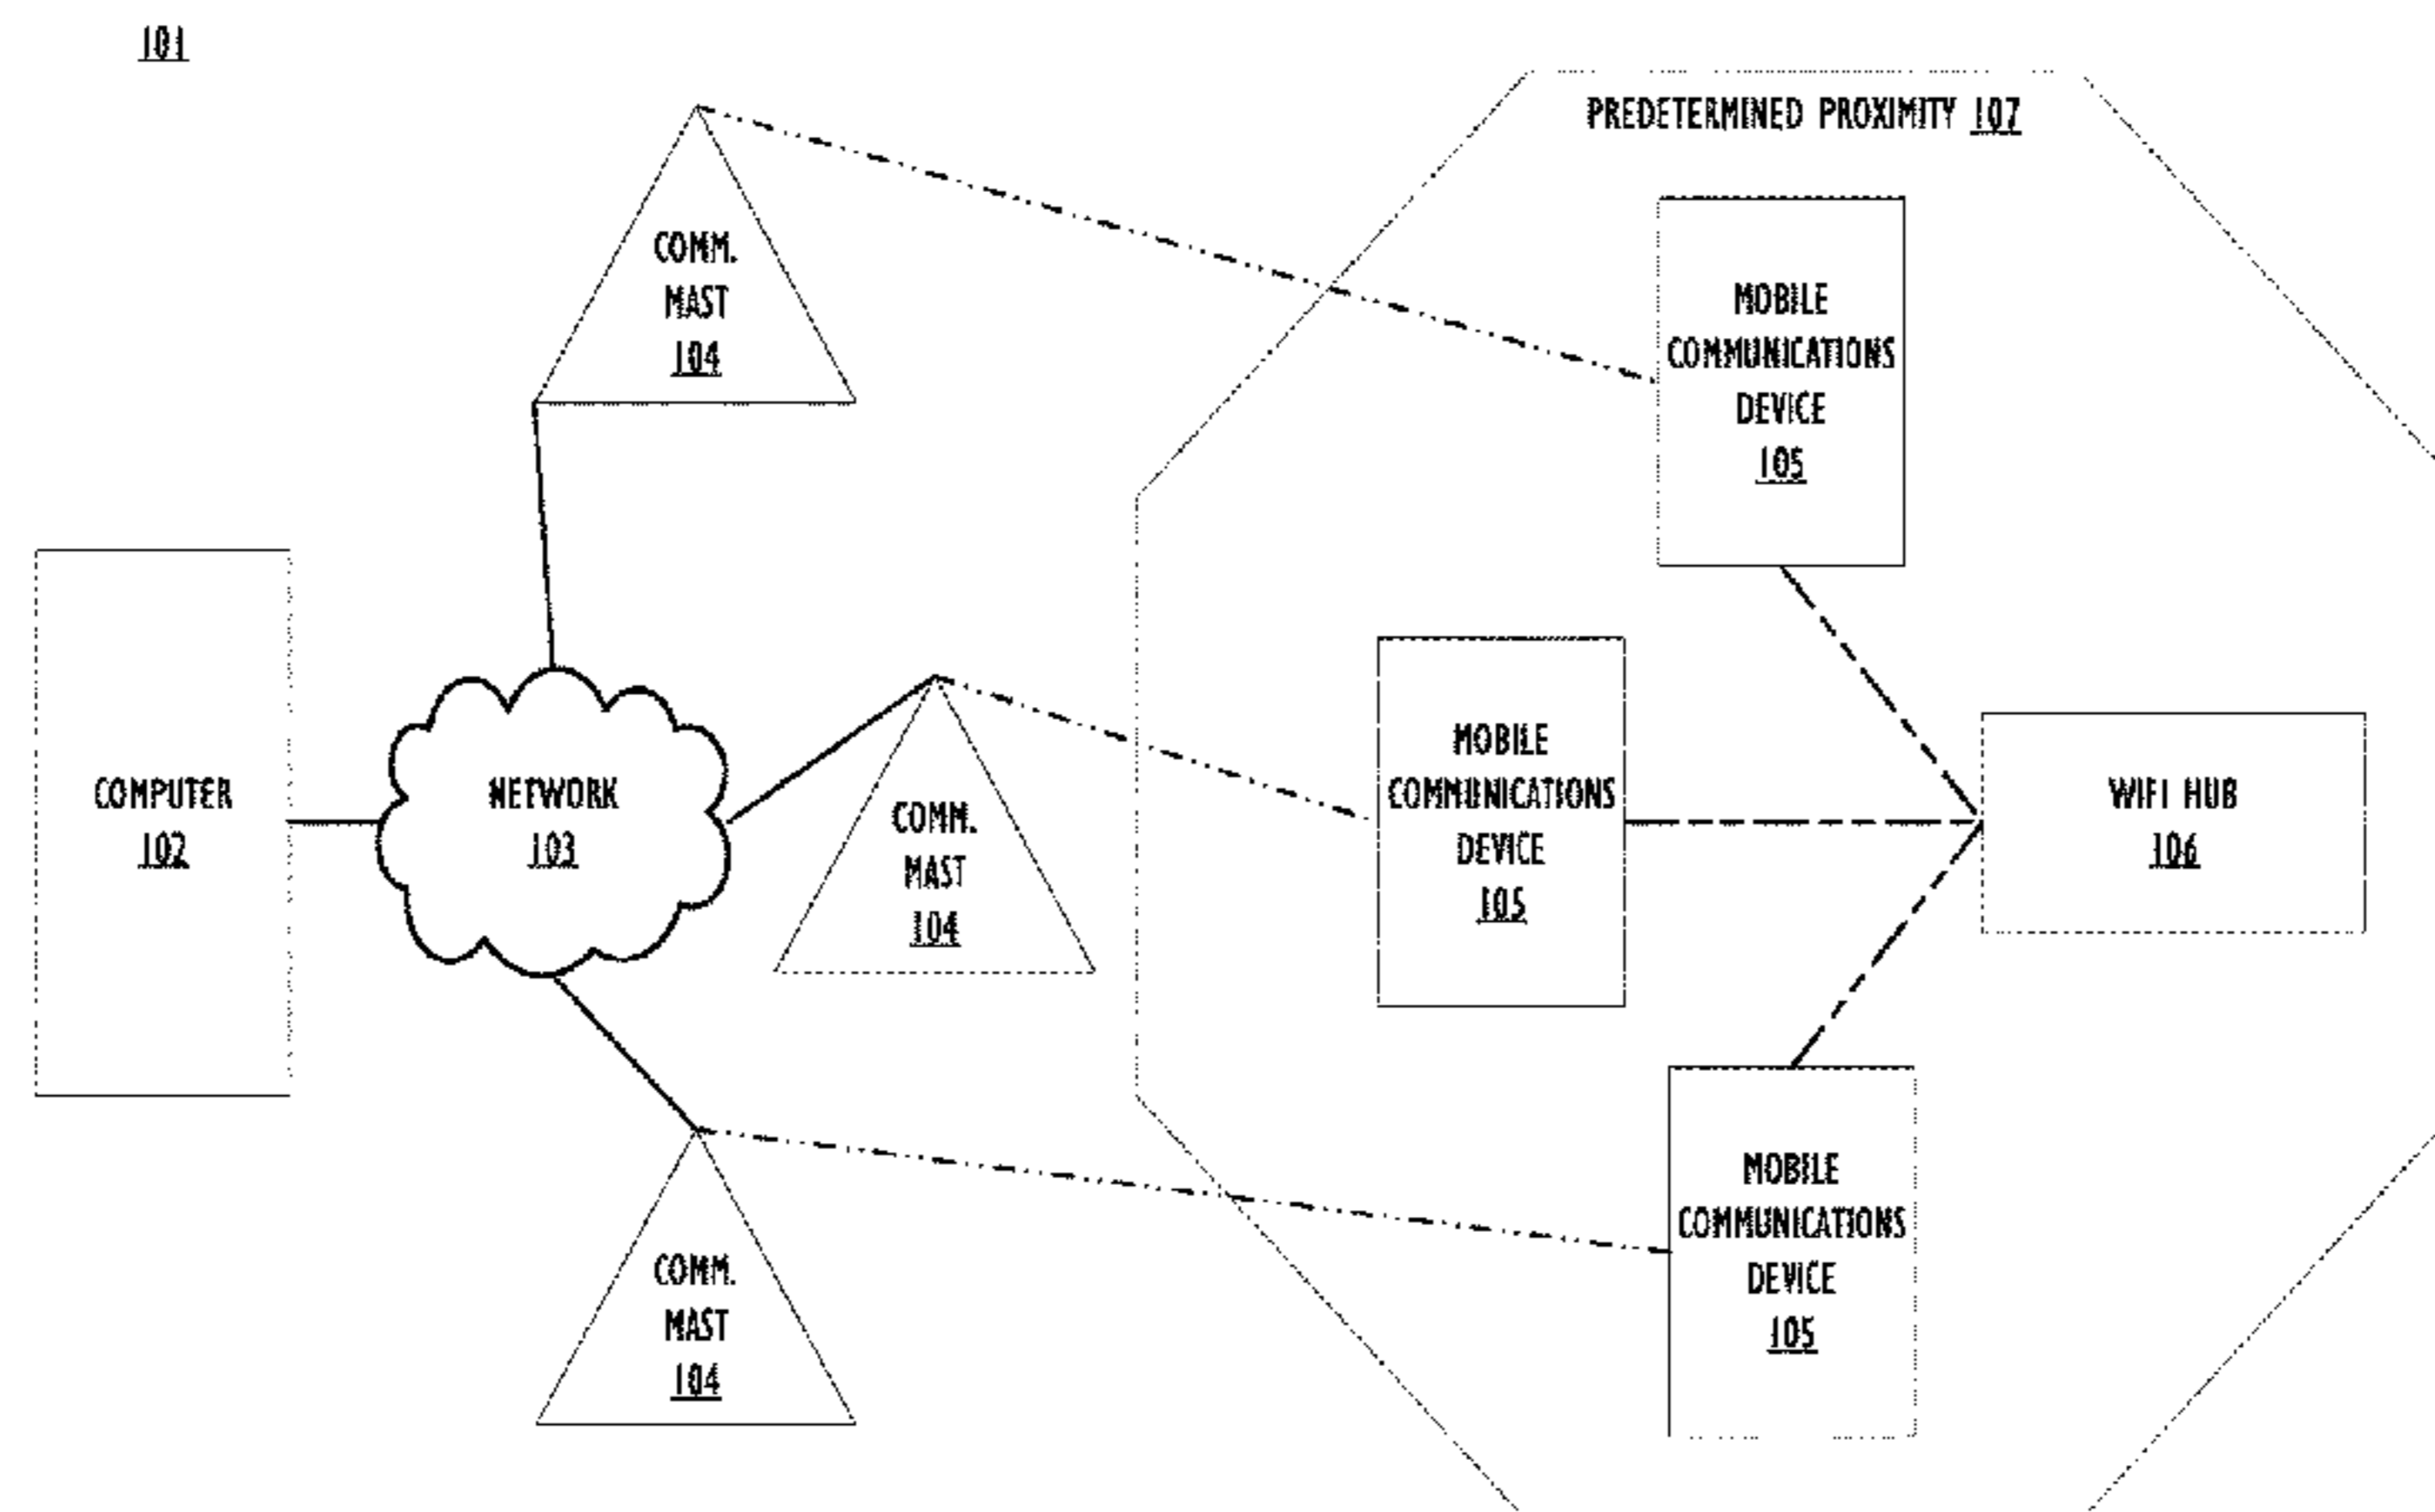 101
PREDETERMINED PROXIMITY 107
COMM.
MAST
104
MOBILE
COMMUNICATIONS
DEVICE
105
COMPUTER
102
NETWORK
103
COMM.
MAST
104
MOBILE
COMMUNICATIONS
DEVICE
105
WIFI HUB
106
COMM.
MAST
104
MOBILE
COMMUNICATIONS
DEVICE
105